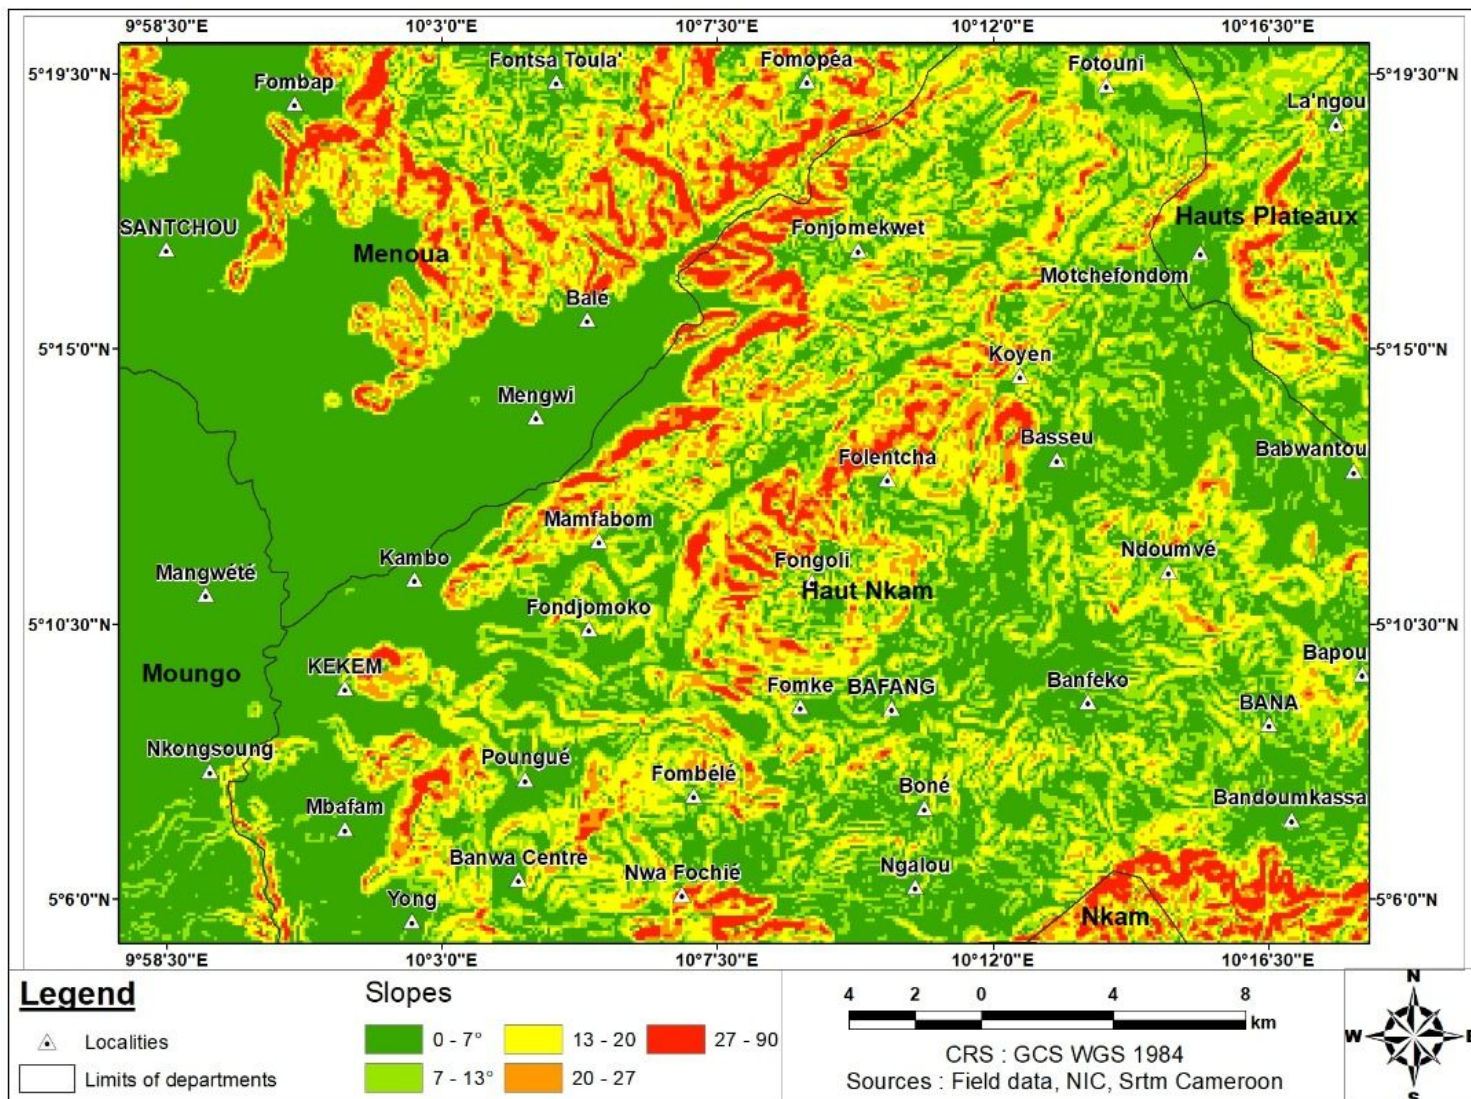 9°58'30"E 10°3'0"E 10°7'30"E 10°12'0"E 10°16'30"E
5°19'30"N Fombap Fontsa Toula' Fomopéa Fotouni 5°19'30"N
La'ngou
SANTCHOU Menoua Fonjomekwet Hauts Plateaux
Motchefondom
Balé
5°15'0"N Koyen 5°15'0"N
Mengwi
Folentcha Basseu Babwantou
Mamfabom
Mangwété Kambo Fongoli Ndoumvé
Haut Nkam
Fondjomoko
5°10'30"N 5°10'30"N
Moungo KEKEM Bapou
Fomke BAFANG Banfeko BANA
Nkongsoung Poungué Fombélé
Mbafam Boné Bandoumkassa
Banwa Centre Nwa Fochié Ngalou
5°6'0"N Yong Nkam 5°6'0"N
9°58'30"E 10°3'0"E 10°7'30"E 10°12'0"E 10°16'30"E
Legend
Localities
Limits of departments
Slopes
0 - 7° 13 - 20 27 - 90
7 - 13° 20 - 27
4 2 0 4 8
km
CRS : GCS WGS 1984
Sources : Field data, NIC, Srtm Cameroon
N
W E
S